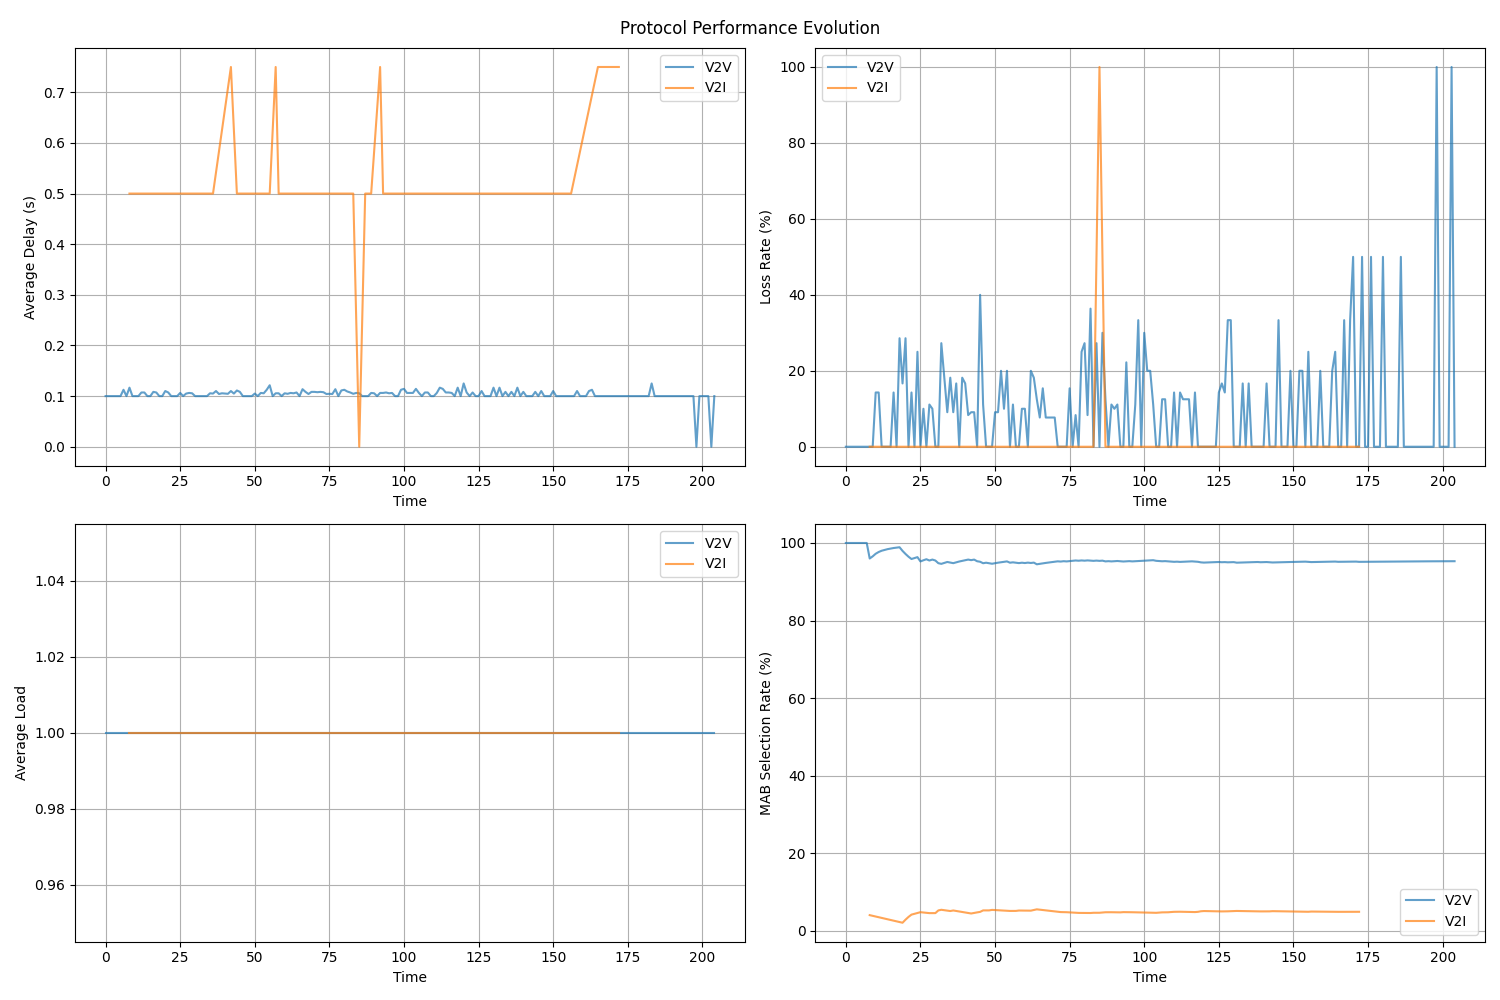 Protocol Performance Evolution
Average Delay (s)
0.7
0.6
0.5
0.4
0.3
0.2
0.1
0.0
V2V
V2I
0 25 50 75 100 125 150 175 200
Time
Loss Rate (%)
100
80
60
40
20
0
V2V
V2I
0 25 50 75 100 125 150 175 200
Time
Average Load
1.04
1.02
1.00
0.98
0.96
V2V
V2I
0 25 50 75 100 125 150 175 200
Time
MAB Selection Rate (%)
100
80
60
40
20
0
V2V
V2I
0 25 50 75 100 125 150 175 200
Time